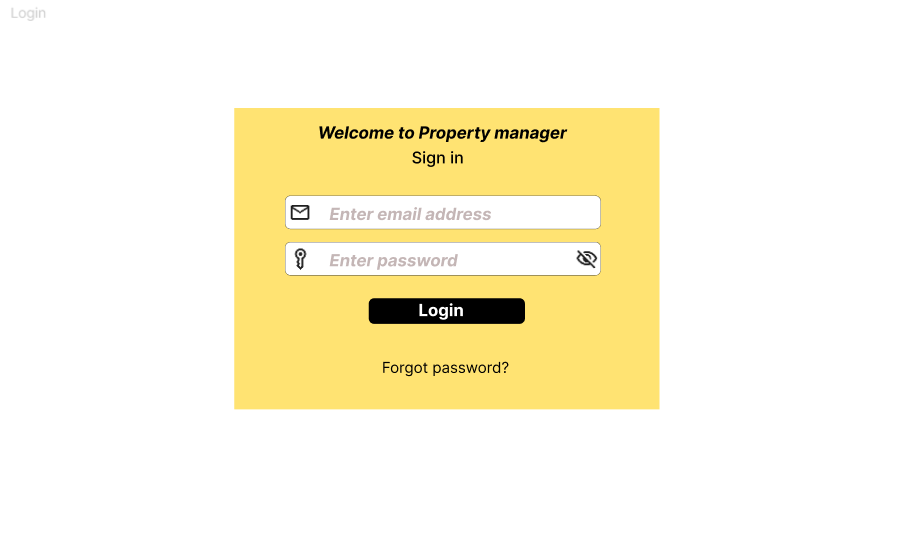 Login
Welcome to Property manager
Sign in
Enter email address
Enter password
Login
Forgot password?